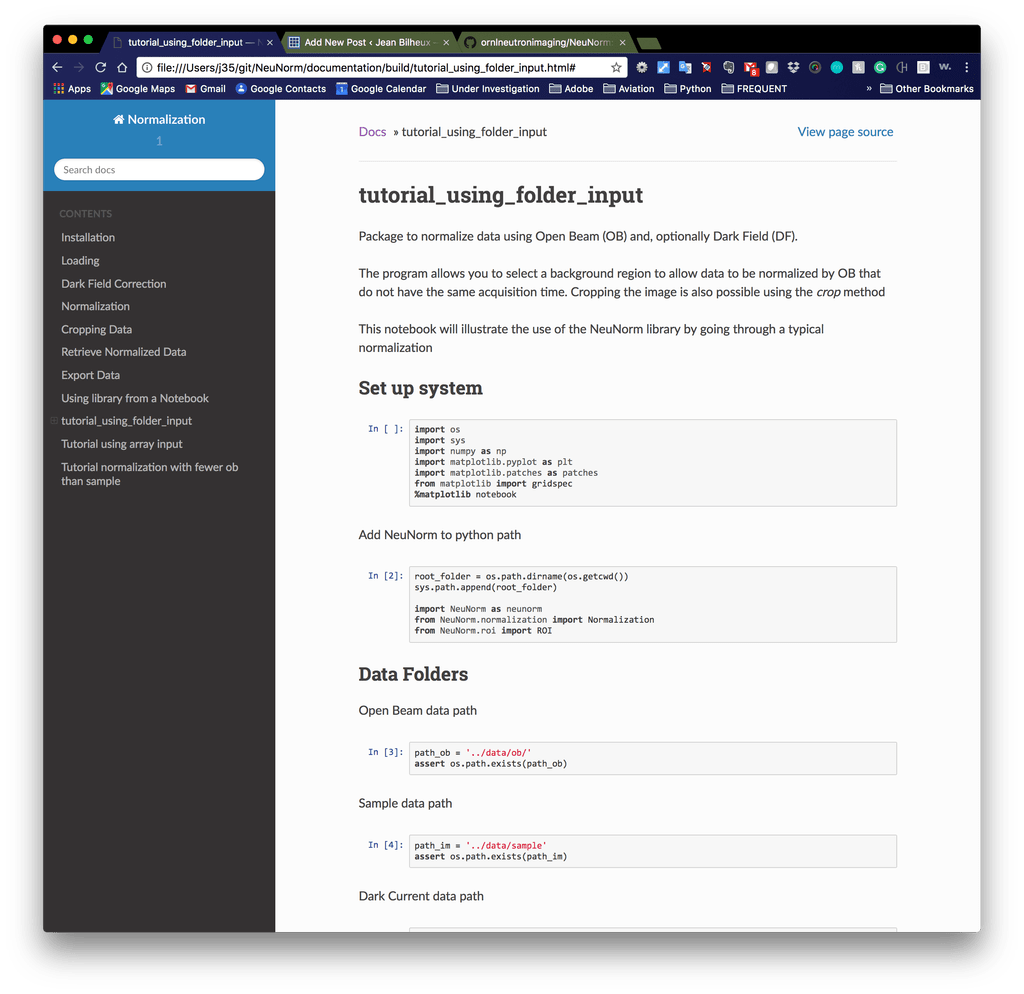 tutorial_using_folder_input — N
Add New Post ‹ Jean Bilheux —
ornlneutronimaging/NeuNorm
file:///Users/j35/git/NeuNorm/documentation/build/tutorial_using_folder_input.html#
Apps Google Maps Gmail Google Contacts Google Calendar Under Investigation Adobe Aviation Python FREQUENT » Other Bookmarks
Normalization
1
Search docs
CONTENTS
Installation
Loading
Dark Field Correction
Normalization
Cropping Data
Retrieve Normalized Data
Export Data
Using library from a Notebook
tutorial_using_folder_input
Tutorial using array input
Tutorial normalization with fewer ob
than sample
Docs » tutorial_using_folder_input
View page source
tutorial_using_folder_input
Package to normalize data using Open Beam (OB) and, optionally Dark Field (DF).
The program allows you to select a background region to allow data to be normalized by OB that
do not have the same acquisition time. Cropping the image is also possible using the crop method
This notebook will illustrate the use of the NeuNorm library by going through a typical
normalization
Set up system
In [ ]: import os
import sys
import numpy as np
import matplotlib.pyplot as plt
import matplotlib.patches as patches
from matplotlib import gridspec
%matplotlib notebook
Add NeuNorm to python path
In [2]: root_folder = os.path.dirname(os.getcwd())
sys.path.append(root_folder)
import NeuNorm as neunorm
from NeuNorm.normalization import Normalization
from NeuNorm.roi import ROI
Data Folders
Open Beam data path
In [3]: path_ob = '../data/ob/'
assert os.path.exists(path_ob)
Sample data path
In [4]: path_im = '../data/sample'
assert os.path.exists(path_im)
Dark Current data path